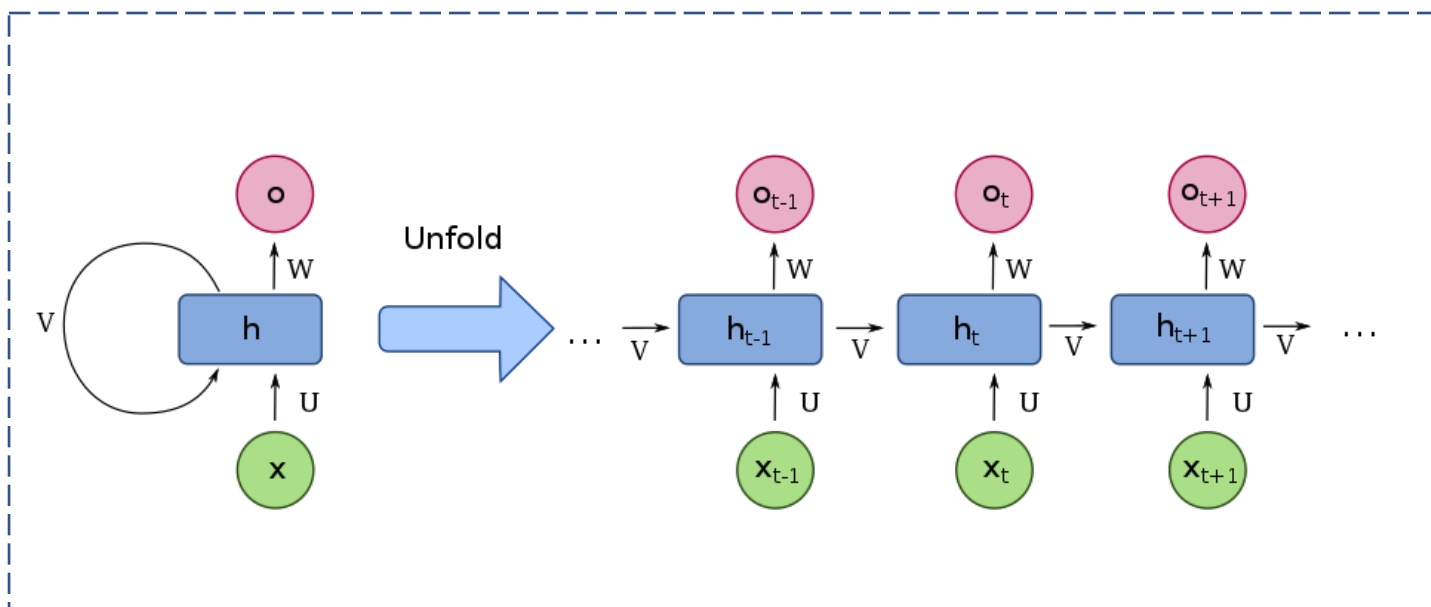 o
Unfold
W
V
h
U
x
o_{t-1} o_t o_{t+1}
W W W
... V h_{t-1} V h_t V h_{t+1} V ...
U U U
x_{t-1} x_t x_{t+1}